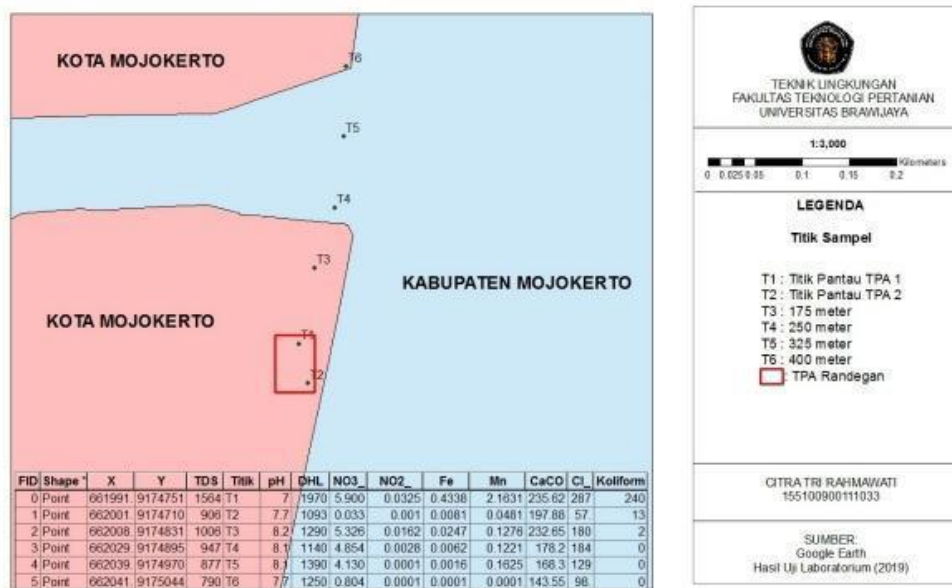 KOTA MOJOKERTO
T6
T5
T4
T3
KABUPATEN MOJOKERTO
KOTA MOJOKERTO
T1
T2
FID Shape * X Y TDS Titik pH DHL NO3_ NO2_ Fe Mn CaCO Cl_ Koliform
0 Point 661991. 9174751 1564 T1 7 1970 5.900 0.0325 0.4338 2.1631 235.62 287 240
1 Point 662001. 9174710 906 T2 7.7 1093 0.033 0.001 0.0081 0.0481 197.88 57. 13
2 Point 662008. 9174831 1006 T3 8.2 1290 5.326 0.0162 0.0247 0.1276 232.65 180 2
3 Point 662029. 9174895 947 T4 8.1 1140 4.854 0.0028 0.0062 0.1221 178.2 184 0
4 Point 662039. 9174970 877 T5 8.1 1390 4.130 0.0001 0.0016 0.1625 168.3 129 0
5 Point 662041. 9175044 790 T6 7.7 1250 0.804 0.0001 0.0001 0.0001 143.55 98. 0
TEKNIK LINGKUNGAN
FAKULTAS TEKNOLOGI PERTANIAN
UNIVERSITAS BRAWIJAYA
1:3,000
Kilometers
0 0.025 0.05 0.1 0.15 0.2
LEGENDA
Titik Sampel
T1 : Titik Pantau TPA 1
T2 : Titik Pantau TPA 2
T3 : 175 meter
T4 : 250 meter
T5 : 325 meter
T6 : 400 meter
: TPA Randegan
CITRA TRI RAHMAWATI
155100900111033
SUMBER:
Google Earth
Hasil Uji Laboratorium (2019)